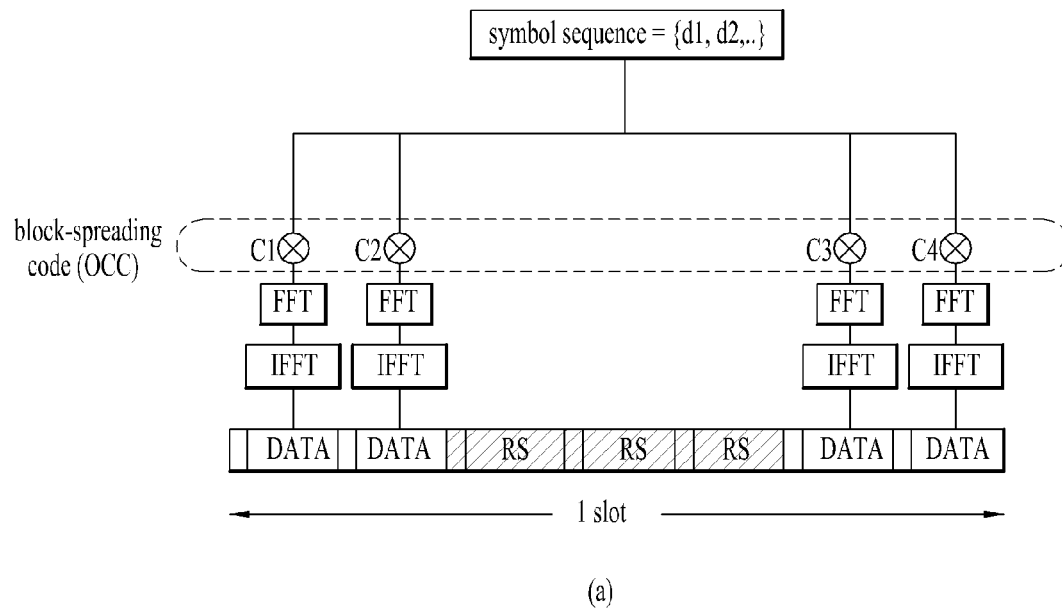 symbol sequence = {d1, d2,..}
block-spreading
code (OCC)
C1 C2 C3 C4
FFT FFT FFT FFT
IFFT IFFT IFFT IFFT
DATA DATA RS RS RS DATA DATA
1 slot
(a)